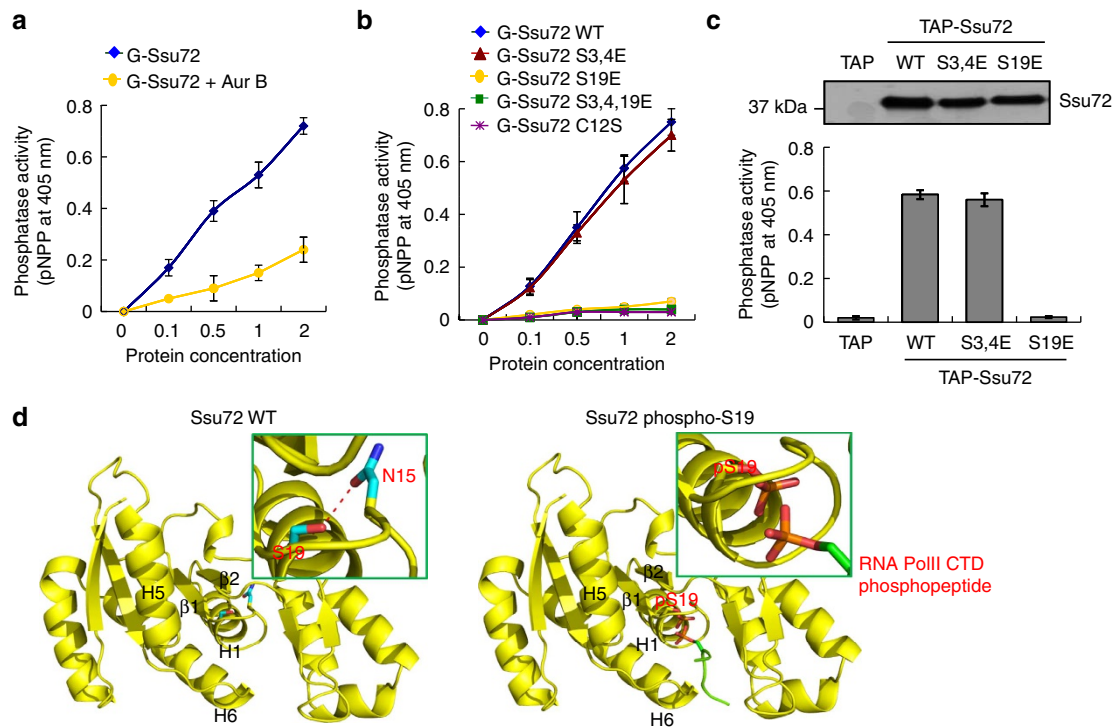 a
G-Ssu72
G-Ssu72 + Aur B
Phosphatase activity
(pNPP at 405 nm)
0.8
0.6
0.4
0.2
0
0 0.1 0.5 1 2
Protein concentration
b
G-Ssu72 WT
G-Ssu72 S3,4E
G-Ssu72 S19E
G-Ssu72 S3,4,19E
G-Ssu72 C12S
Phosphatase activity
(pNPP at 405 nm)
0.8
0.6
0.4
0.2
0
0 0.1 0.5 1 2
Protein concentration
c
TAP-Ssu72
TAP WT S3,4E S19E
37 kDa
Ssu72
Phosphatase activity
(pNPP at 405 nm)
0.8
0.6
0.4
0.2
0
TAP WT S3,4E S19E
TAP-Ssu72
d
Ssu72 WT
N15
S19
H5
β2
β1
H1
H6
Ssu72 phospho-S19
pS19
RNA PolII CTD
phosphopeptide
β2
H5
β1
pS19
H1
H6